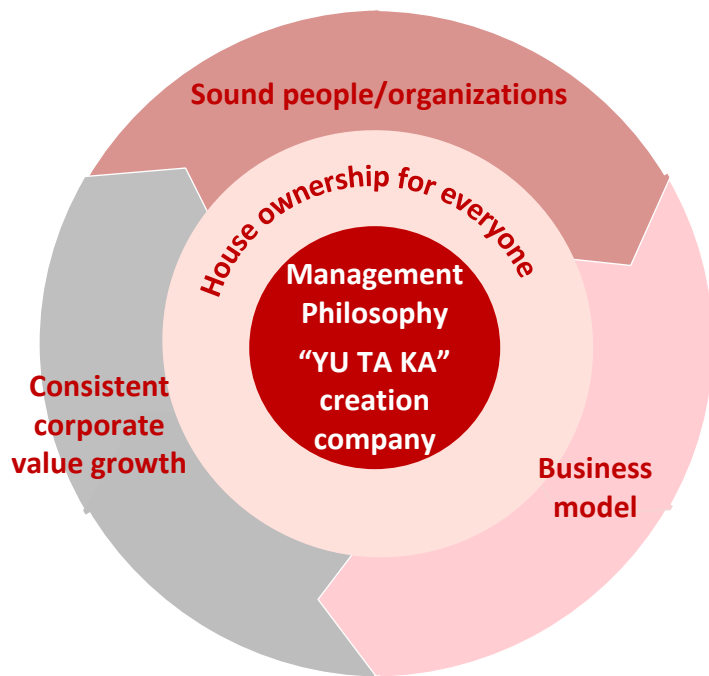 Sound people/organizations
House ownership for everyone
Management
Philosophy
“YU TA KA”
creation
company
Consistent
corporate
value growth
Business
model